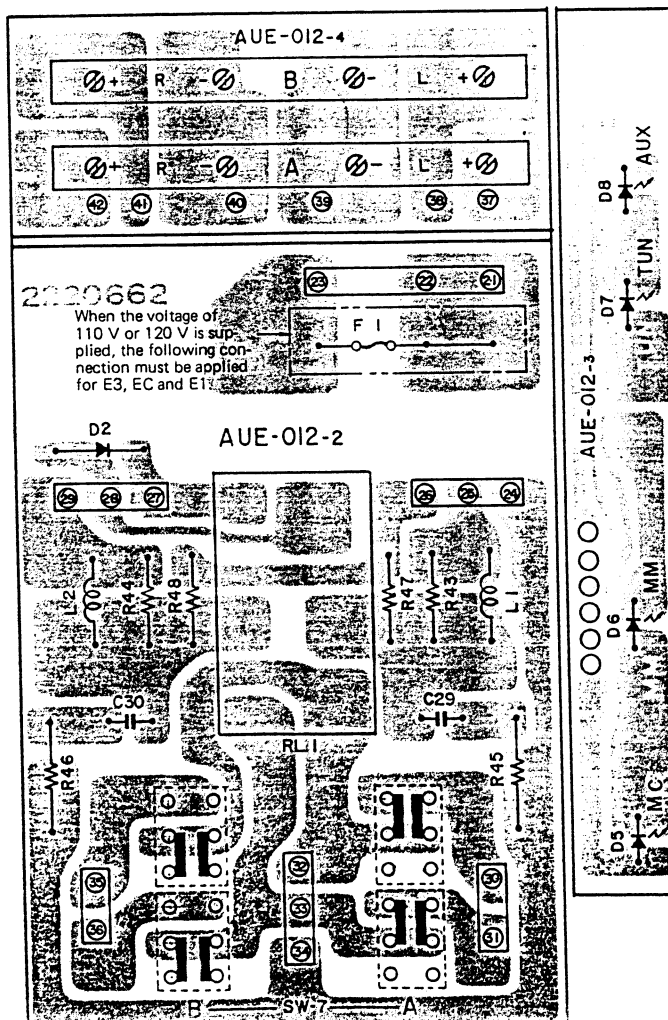 AUE-012-4
+ R - B - L +
+ R - A - L +
42 41 40 39 38 37
23 22 21
2220662
When the voltage of
110 V or 120 V is sup-
plied, the following con-
nection must be applied
for E3, EC and E1.
F 1
D2
AUE-012-2
29 28 27
26 25 24
L2 R44 R48
R47 R43 L1
C30
C29
RL1
R46
R45
35
36
32
33
34
30
31
B SW-7 A
D8 AUX
D7 TUN
AUE-012-3
D6 MM
D5 MC